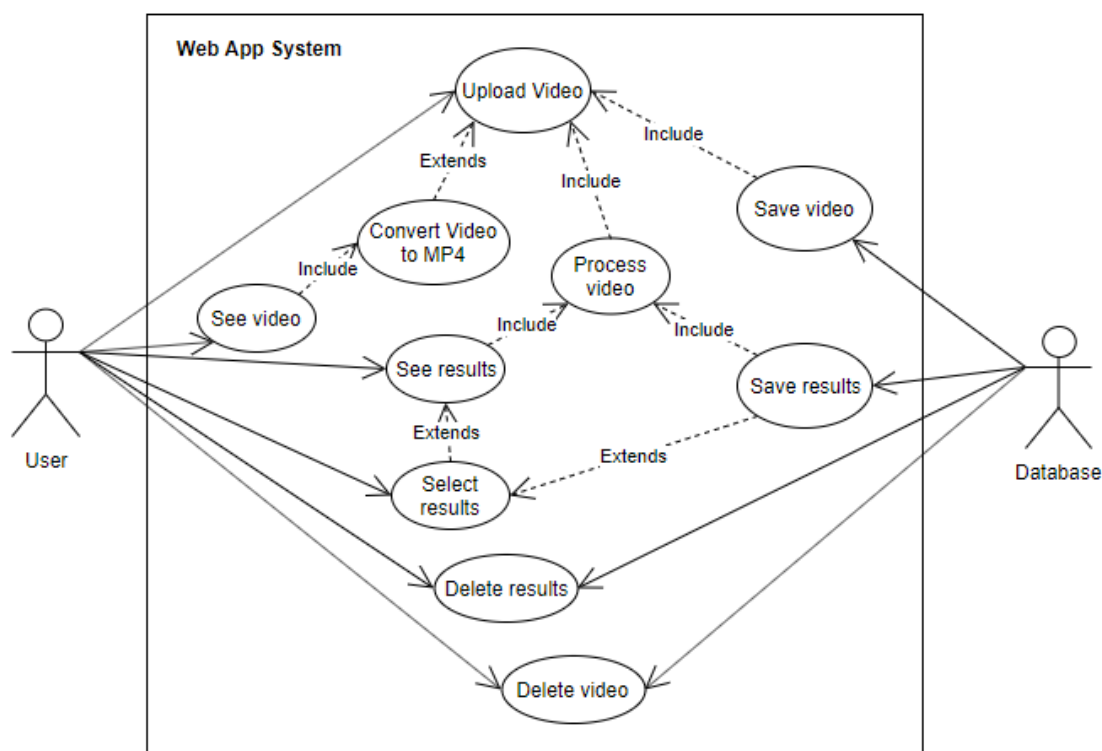 Web App System
Upload Video
Include
Extends
Include
Save video
Convert Video
to MP4
Include
Process
video
See video
Include
Include
See results
Save results
Extends
Extends
User
Database
Select
results
Delete results
Delete video